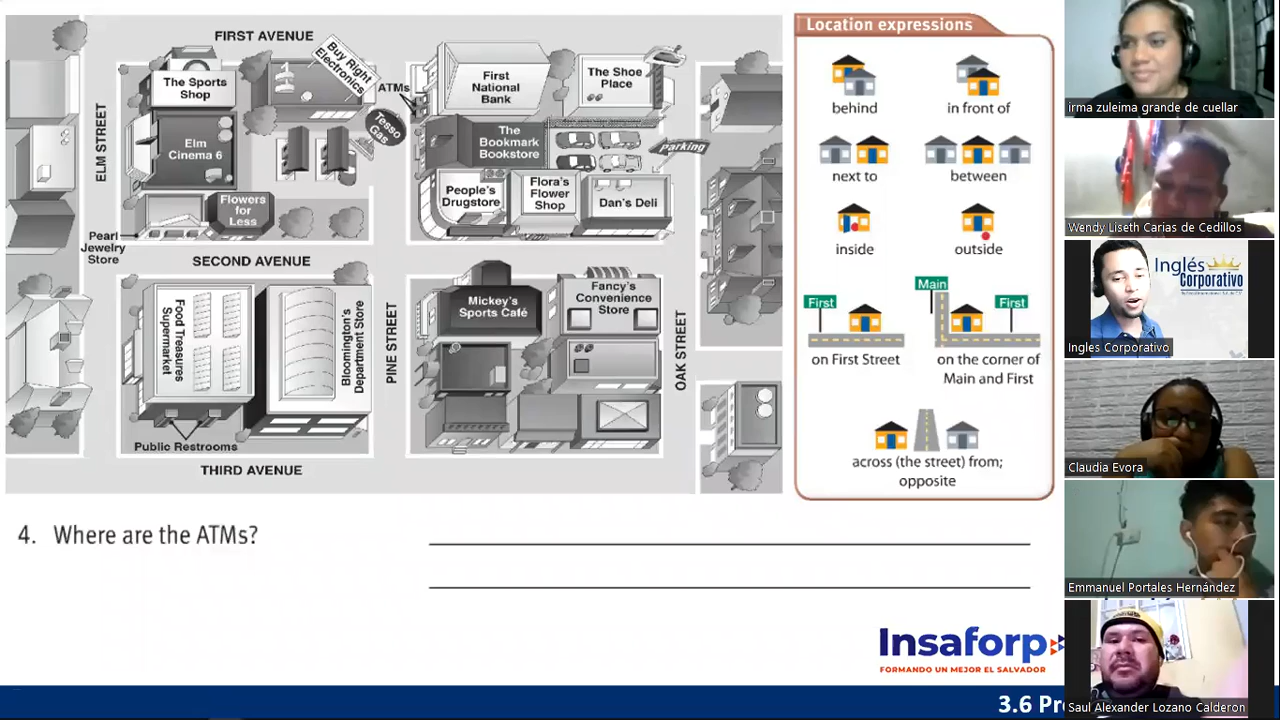 FIRST AVENUE
The Sports
Shop
Buy Right
Electronics
ATMs
First
National
Bank
The Shoe
Place
ELM STREET
Elm
Cinema 6
Tesso
Gas
The
Bookmark
Bookstore
Parking
Flowers
for
Less
People's
Drugstore
Flora's
Flower
Shop
Dan's Deli
Pearl
Jewelry
Store
SECOND AVENUE
Food Treasures
Supermarket
Bloomington's
Department Store
PINE STREET
Mickey's
Sports Café
Fancy's
Convenience
Store
OAK STREET
Public Restrooms
THIRD AVENUE
Location expressions
behind
in front of
next to
between
inside
outside
First
Main
First
on First Street
on the corner of
Main and First
across (the street) from;
opposite
4. Where are the ATMs?
Insaforp
FORMANDO UN MEJOR EL SALVADOR
3.6 Pr
irma zuleima grande de cuellar
Wendy Liseth Carias de Cedillos
Inglés
Corporativo
Ingles Corporativo
Claudia Evora
Emmanuel Portales Hernández
Saul Alexander Lozano Calderon